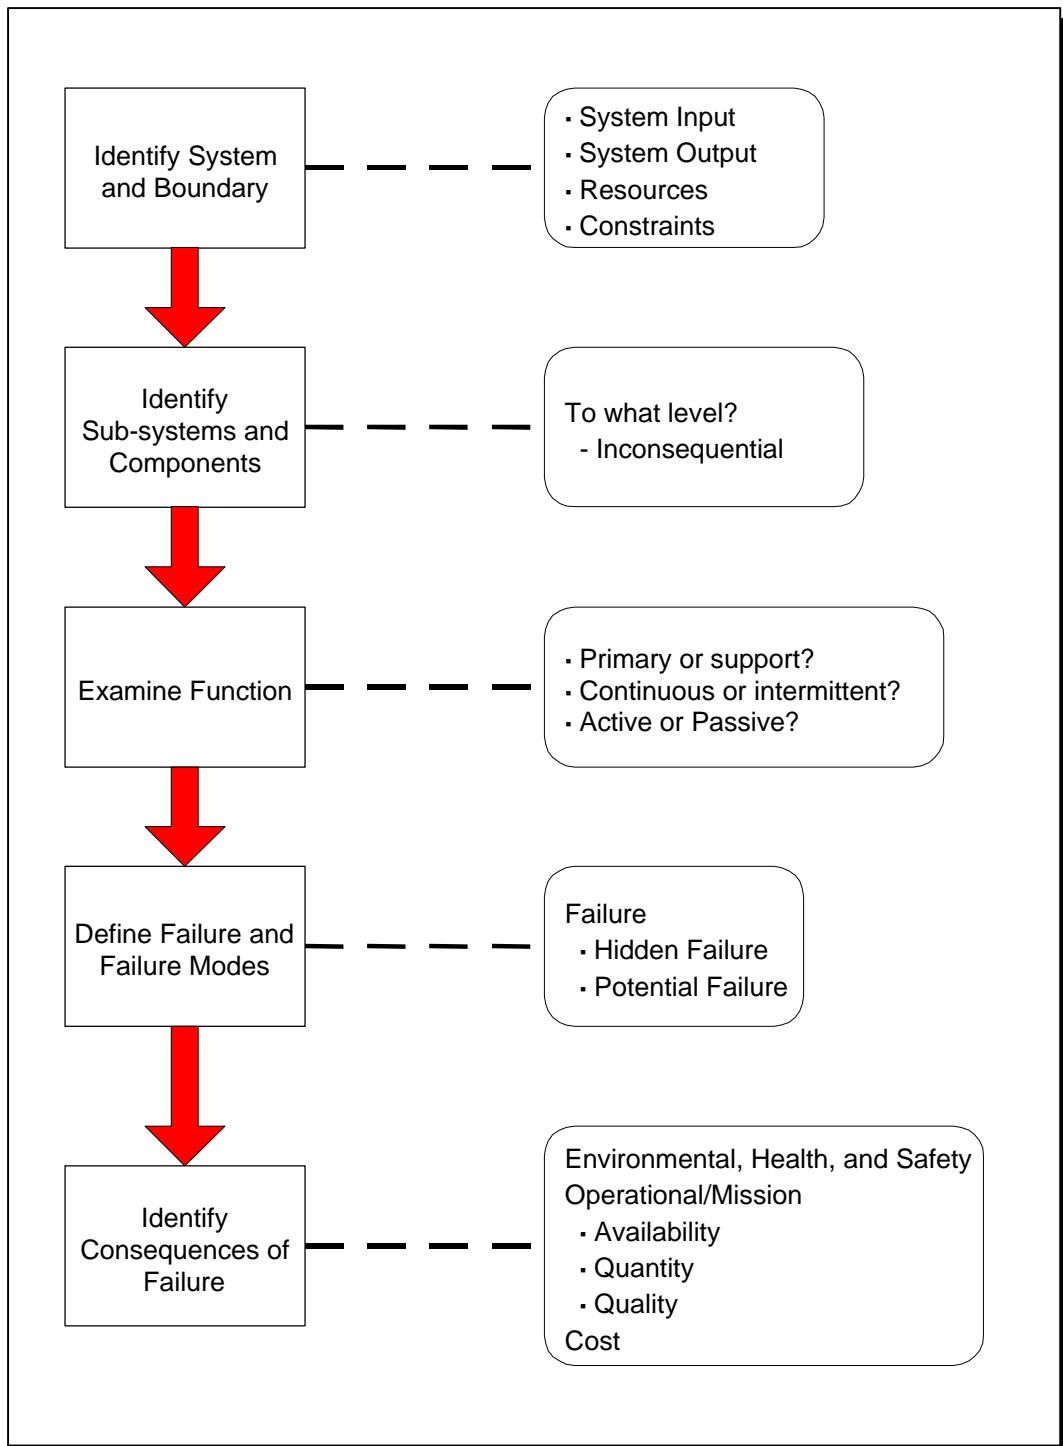 Identify System
and Boundary
▪ System Input
▪ System Output
▪ Resources
▪ Constraints
Identify
Sub-systems and
Components
To what level?
- Inconsequential
Examine Function
▪ Primary or support?
▪ Continuous or intermittent?
▪ Active or Passive?
Define Failure and
Failure Modes
Failure
▪ Hidden Failure
▪ Potential Failure
Identify
Consequences of
Failure
Environmental, Health, and Safety
Operational/Mission
▪ Availability
▪ Quantity
▪ Quality
Cost